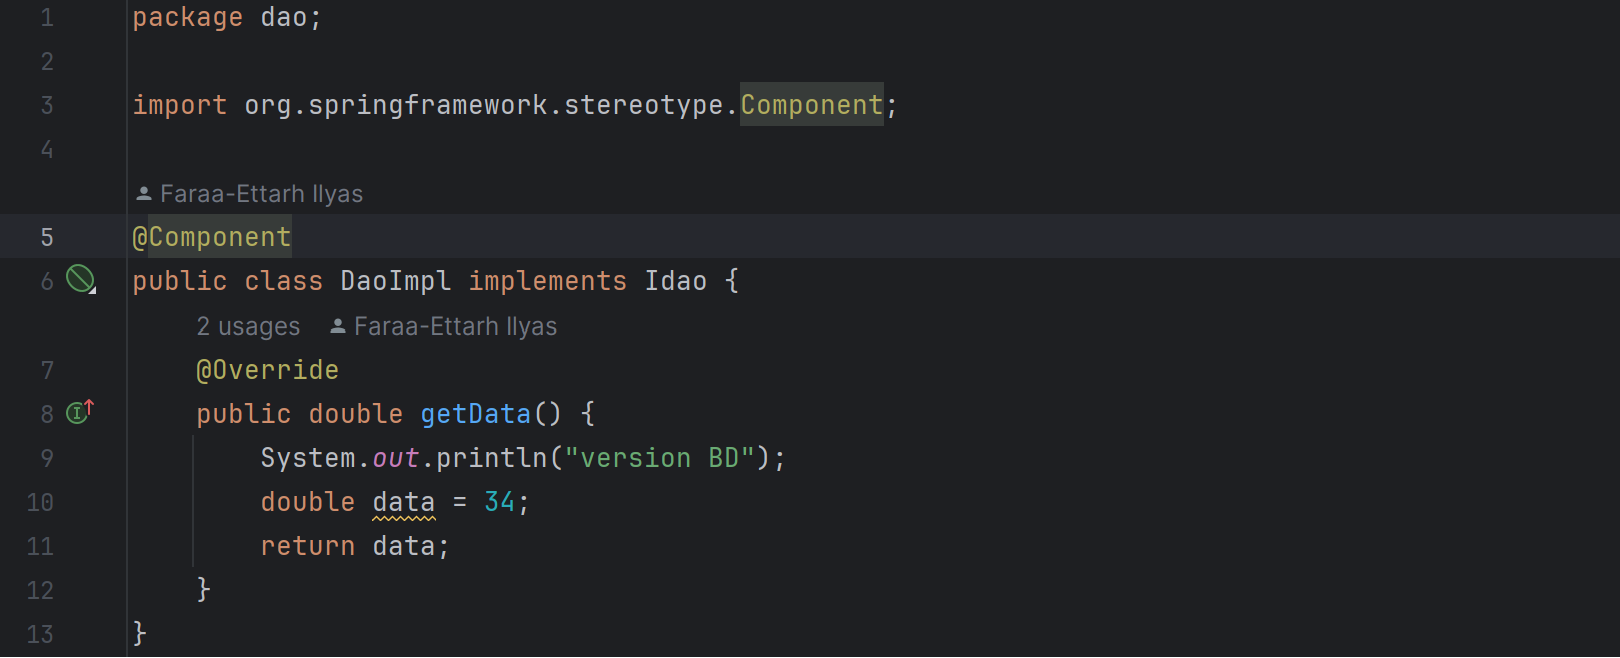 1 package dao;
2
3 import org.springframework.stereotype.Component;
4
Faraa-Ettarh Ilyas
5 @Component
6 public class DaoImpl implements Idao {
2 usages Faraa-Ettarh Ilyas
7 @Override
8 public double getData() {
9 System.out.println("version BD");
10 double data = 34;
11 return data;
12 }
13 }